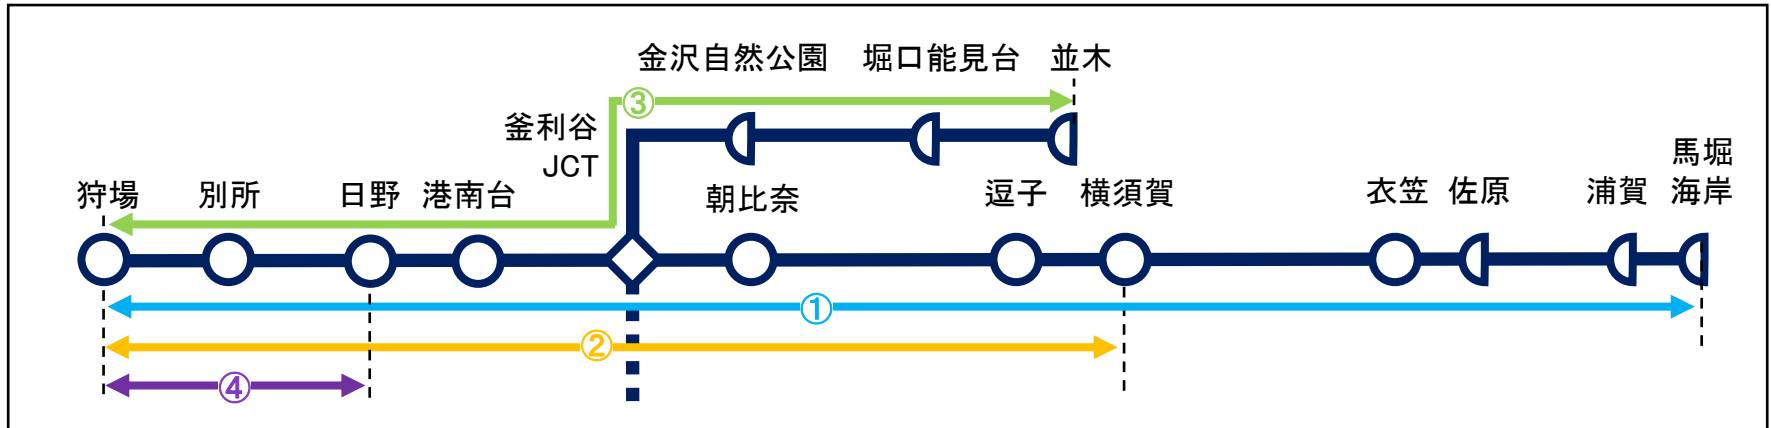 金沢自然公園 堀口能見台 並木
③
釜利谷
JCT
馬堀
海岸
狩場 別所 日野 港南台 朝比奈 逗子 横須賀 衣笠 佐原 浦賀
①
②
④